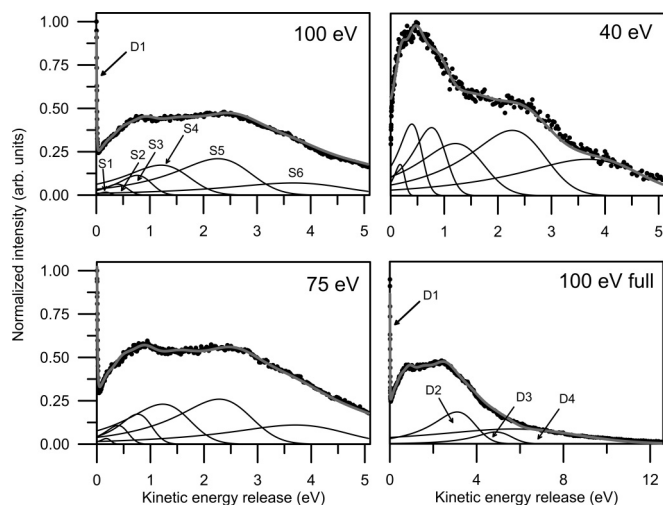 Normalized intensity (arb. units)
1.00
0.75
0.50
0.25
0.00
100 eV
D1
S1
S2
S3
S4
S5
S6
0 1 2 3 4 5
40 eV
0 1 2 3 4 5
1.00
0.75
0.50
0.25
0.00
75 eV
0 1 2 3 4 5
Kinetic energy release (eV)
100 eV full
D1
D2
D3
D4
0 4 8 12
Kinetic energy release (eV)